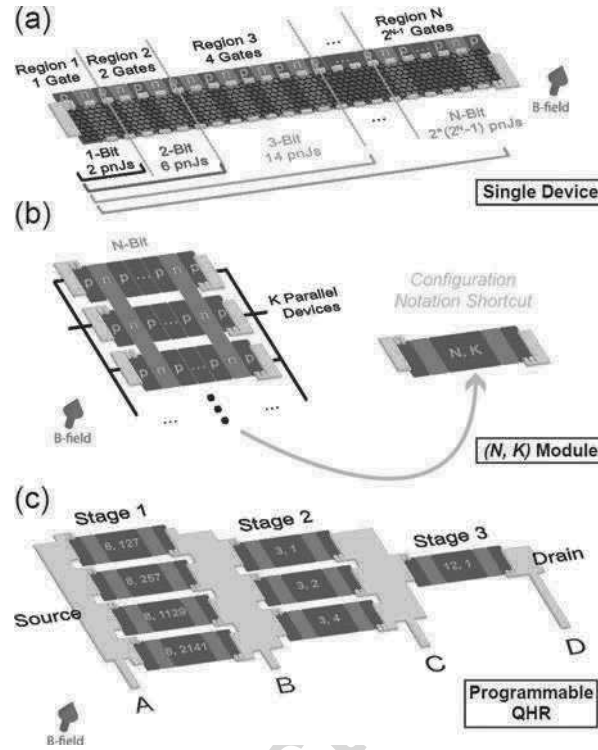 (a)
Region 1
1 Gate
Region 2
2 Gates
Region 3
4 Gates
...
Region N
2^(N-1) Gates
B-field
1-Bit
2 pnJs
2-Bit
6 pnJs
3-Bit
14 pnJs
...
N-Bit
2*(2^N-1) pnJs
Single Device
(b)
N-Bit
p n p ... p n p
p n p ... p n p
p n p ... p n p
K Parallel
Devices
...
...
B-field
Configuration
Notation Shortcut
N, K
(N, K) Module
(c)
Stage 1
Stage 2
Stage 3
6, 127
6, 257
6, 1129
6, 2141
3, 1
3, 2
3, 4
12, 1
Source
Drain
A
B
C
D
B-field
Programmable
QHR